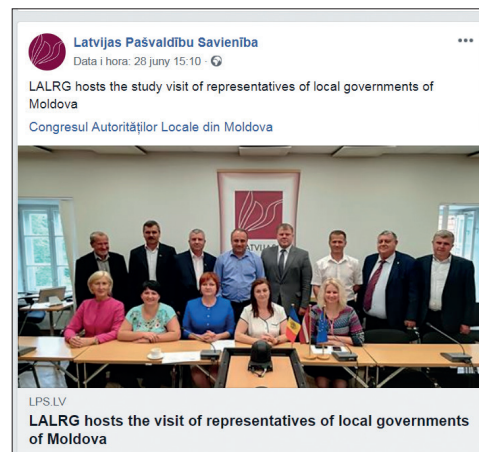 Latvijas Pašvaldību Savienība
Data i hora: 28 juny 15:10 ·
LALRG hosts the study visit of representatives of local governments of
Moldova
Congresul Autorităților Locale din Moldova
LATVIJAS
LPS.LV
LALRG hosts the visit of representatives of local governments
of Moldova